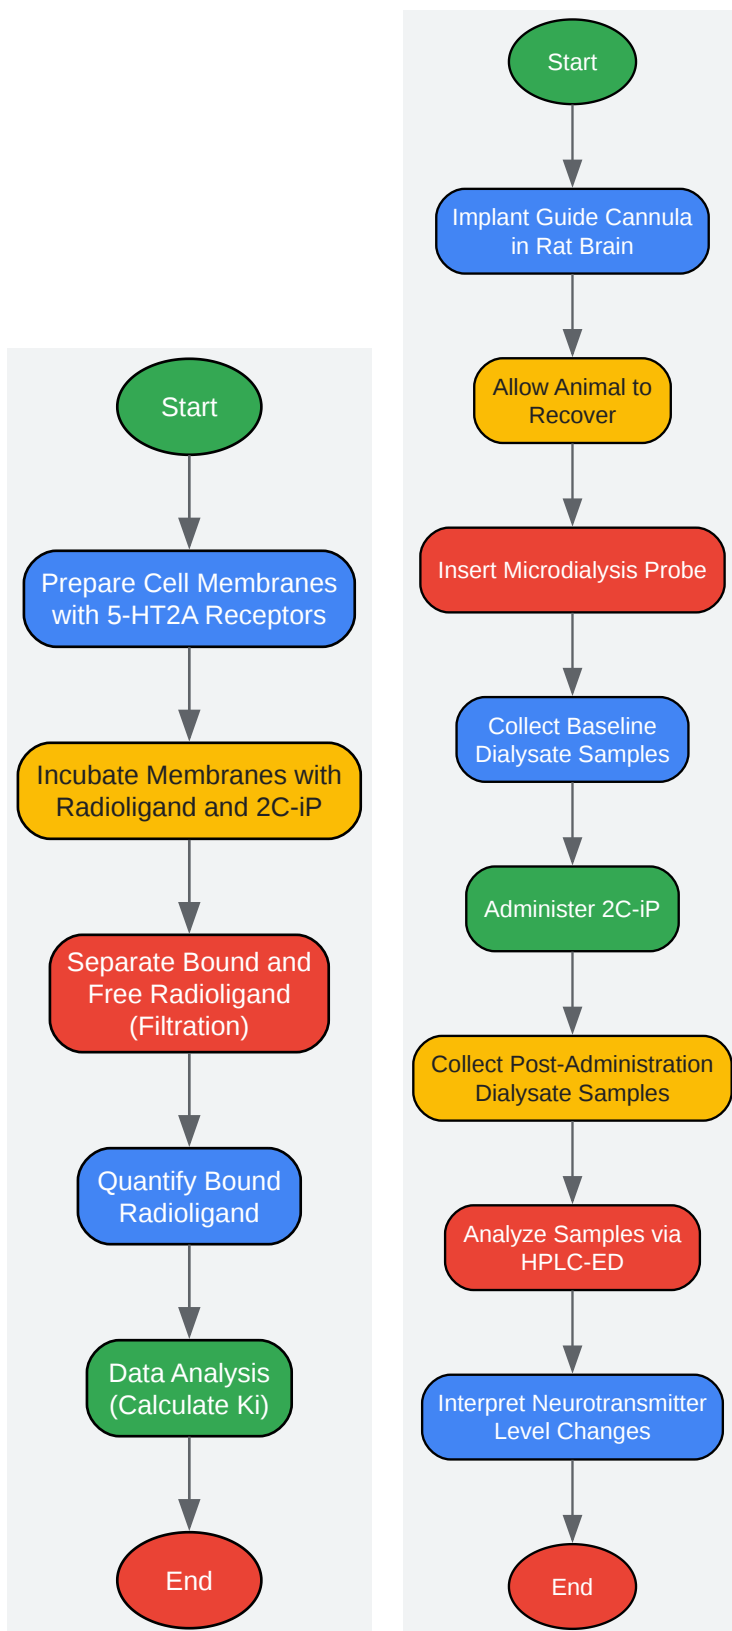 Start
Prepare Cell Membranes
with 5-HT2A Receptors
Incubate Membranes with
Radioligand and 2C-iP
Separate Bound and
Free Radioligand
(Filtration)
Quantify Bound
Radioligand
Data Analysis
(Calculate Ki)
End
Start
Implant Guide Cannula
in Rat Brain
Allow Animal to
Recover
Insert Microdialysis Probe
Collect Baseline
Dialysate Samples
Administer 2C-iP
Collect Post-Administration
Dialysate Samples
Analyze Samples via
HPLC-ED
Interpret Neurotransmitter
Level Changes
End